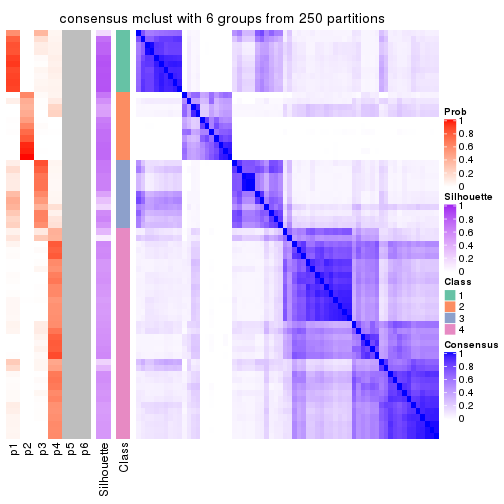 consensus mclust with 6 groups from 250 partitions
Prob
1
0.8
0.6
0.4
0.2
0
Silhouette
1
0.8
0.6
0.4
0.2
0
Class
1
2
3
4
Consensus
1
0.8
0.6
0.4
0.2
0
p1
p2
p3
p4
p5
p6
Silhouette
Class